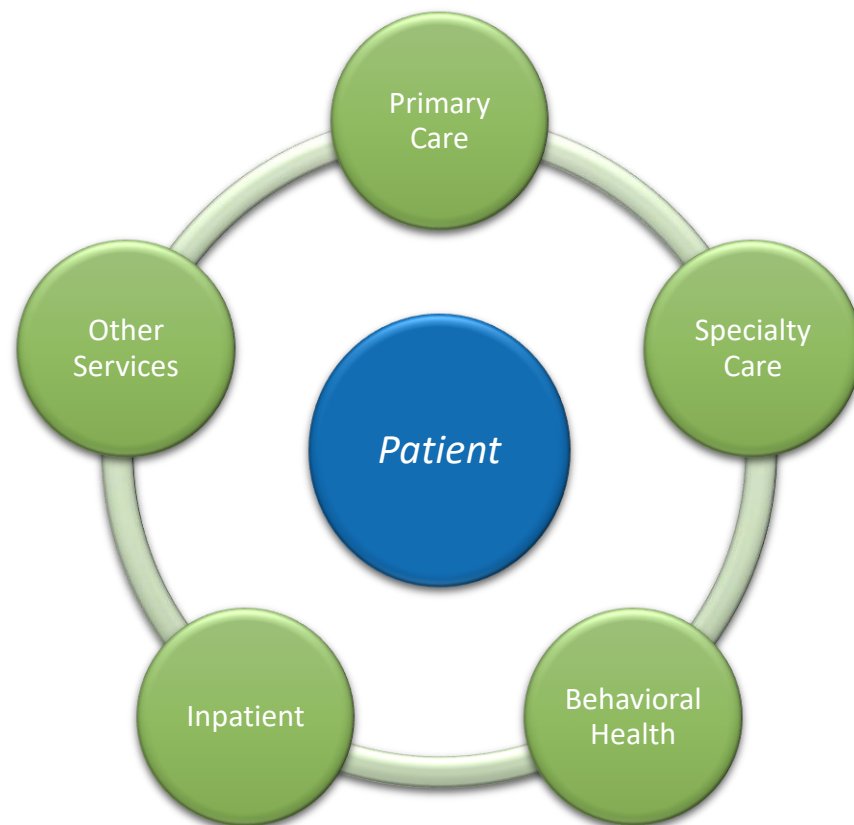 Primary
Care
Other
Services
Specialty
Care
Patient
Inpatient
Behavioral
Health